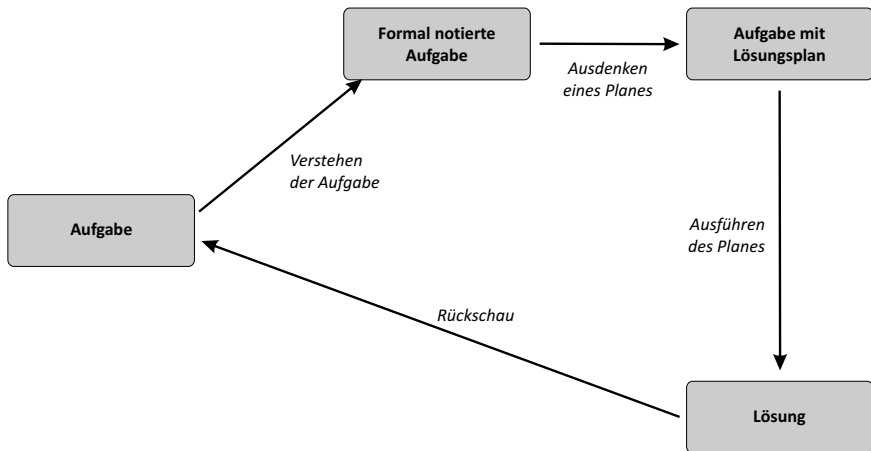 Formal notierte
Aufgabe
Ausdenken
eines Planes
Aufgabe mit
Lösungsplan
Verstehen
der Aufgabe
Aufgabe
Ausführen
des Planes
Rückschau
Lösung